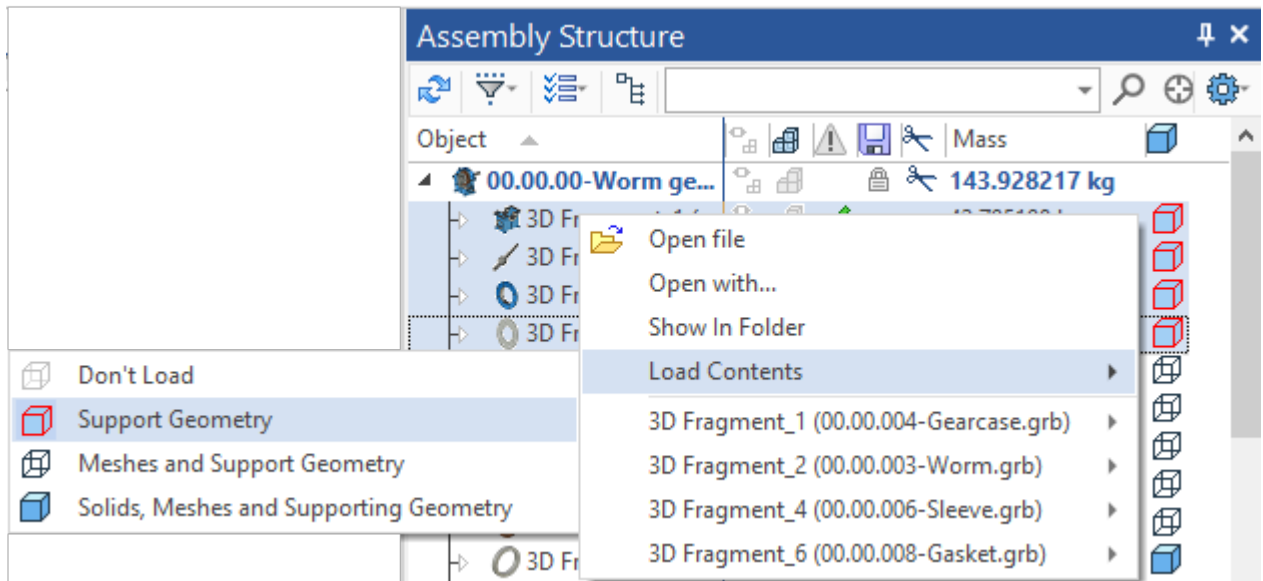 Assembly Structure
Object Mass
00.00.00-Worm ge... 143.928217 kg
3D Fr
3D Fr
3D Fr
3D Fr
Open file
Open with...
Show In Folder
Load Contents
3D Fragment_1 (00.00.004-Gearcase.grb)
3D Fragment_2 (00.00.003-Worm.grb)
3D Fragment_4 (00.00.006-Sleeve.grb)
3D Fragment_6 (00.00.008-Gasket.grb)
Don't Load
Support Geometry
Meshes and Support Geometry
Solids, Meshes and Supporting Geometry
3D Fr